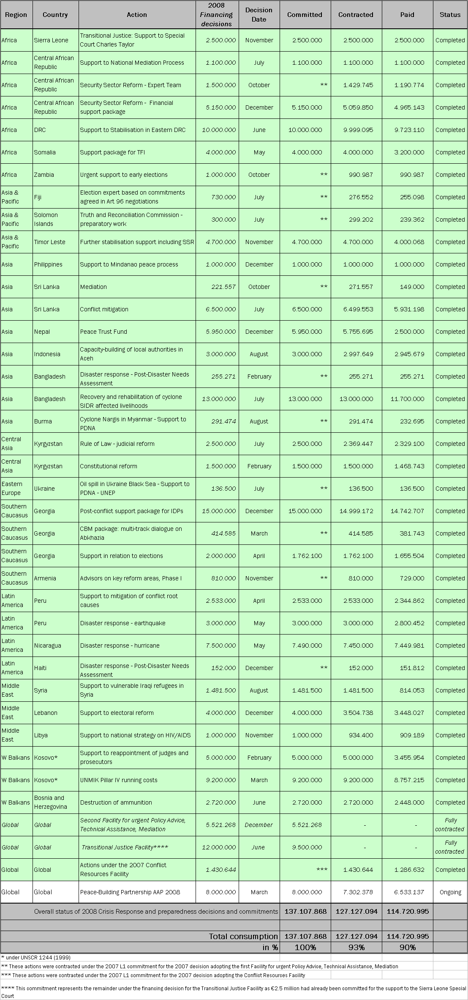 Region Country Action 2008 Financing decisions Decision Date Committed Contracted Paid Status
Africa Sierra Leone Transitional Justice: Support to Special Court Charles Taylor 2.500.000 November 2.500.000 2.500.000 2.500.000 Completed
Africa Central African Republic Support to National Mediation Process 1.100.000 July 1.100.000 1.100.000 1.100.000 Completed
Africa Central African Republic Security Sector Reform - Expert Team 1.500.000 October ** 1.429.745 1.190.774 Completed
Africa Central African Republic Security Sector Reform - Financial support package 5.150.000 December 5.150.000 5.059.850 4.965.143 Completed
Africa DRC Support to Stabilisation in Eastern DRC 10.000.000 June 10.000.000 9.999.095 9.723.110 Completed
Africa Somalia Support package for TFI 4.000.000 May 4.000.000 4.000.000 3.200.000 Completed
Africa Zambia Urgent support to early elections 1.000.000 October ** 990.987 990.987 Completed
Asia & Pacific Fiji Election expert based on commitments agreed in Art 96 negotiations 730.000 July ** 276.552 255.098 Completed
Asia & Pacific Solomon Islands Truth and Reconciliation Commission - preparatory work 300.000 July ** 299.202 239.362 Completed
Asia & Pacific Timor Leste Further stabilisation support including SSR 4.700.000 November 4.700.000 4.700.000 4.000.068 Completed
Asia Philippines Support to Mindanao peace process 1.000.000 December 1.000.000 1.000.000 1.000.000 Completed
Asia Sri Lanka Mediation 221.557 October ** 271.557 149.000 Completed
Asia Sri Lanka Conflict mitigation 6.500.000 July 6.500.000 6.499.553 5.931.198 Completed
Asia Nepal Peace Trust Fund 5.950.000 December 5.950.000 5.755.695 2.500.000 Completed
Asia Indonesia Capacity-building of local authorities in Aceh 3.000.000 August 3.000.000 2.997.649 2.945.679 Completed
Asia Bangladesh Disaster response - Post-Disaster Needs Assessment 255.271 February ** 255.271 255.271 Completed
Asia Bangladesh Recovery and rehabilitation of cyclone SIDR affected livelihoods 13.000.000 July 13.000.000 13.000.000 11.700.000 Completed
Asia Burma Cyclone Nargis in Myanmar - Support to PDNA 291.474 August ** 291.474 232.695 Completed
Central Asia Kyrgyzstan Rule of Law - judicial reform 2.500.000 July 2.500.000 2.369.447 2.329.100 Completed
Central Asia Kyrgyzstan Constitutional reform 1.500.000 February 1.500.000 1.500.000 1.468.743 Completed
Eastern Europe Ukraine Oil spill in Ukraine Black Sea - Support to PDNA - UNEP 136.500 July ** 136.500 136.500 Completed
Southern Caucasus Georgia Post-conflict support package for IDPs 15.000.000 December 15.000.000 14.999.172 14.742.707 Completed
Southern Caucasus Georgia CBM package: multi-track dialogue on Abkhazia 414.585 March ** 414.585 381.743 Completed
Southern Caucasus Georgia Support in relation to elections 2.000.000 April 1.762.100 1.762.100 1.655.504 Completed
Southern Caucasus Armenia Advisors on key reform areas, Phase I 810.000 November ** 810.000 729.000 Completed
Latin America Peru Support to mitigation of conflict root causes 2.533.000 April 2.533.000 2.533.000 2.344.862 Completed
Latin America Peru Disaster response - earthquake 3.000.000 May 3.000.000 3.000.000 2.800.452 Completed
Latin America Nicaragua Disaster response - hurricane 7.500.000 May 7.490.000 7.450.000 7.449.981 Completed
Latin America Haiti Disaster response - Post-Disaster Needs Assessment 152.000 December ** 152.000 151.812 Completed
Middle East Syria Support to vulnerable Iraqi refugees in Syria 1.481.500 August 1.481.500 1.481.500 814.053 Completed
Middle East Lebanon Support to electoral reform 4.000.000 December 4.000.000 3.504.738 3.448.027 Completed
Middle East Libya Support to national strategy on HIV/AIDS 1.000.000 November 1.000.000 934.400 909.189 Completed
W Balkans Kosovo* Support to reappointment of judges and prosecutors 5.000.000 February 5.000.000 5.000.000 3.455.954 Completed
W Balkans Kosovo* UNMIK Pillar IV running costs 9.200.000 March 9.200.000 9.200.000 8.757.215 Completed
W Balkans Bosnia and Herzegovina Destruction of ammunition 2.720.000 June 2.720.000 2.720.000 2.448.000 Completed
Global Global Second Facility for urgent Policy Advice, Technical Assistance, Mediation 5.521.268 December 5.521.268 - - Fully contracted
Global Global Transitional Justice Facility**** 12.000.000 June 9.500.000 - - Fully contracted
Global Global Actions under the 2007 Conflict Resources Facility 1.430.644 *** 1.430.644 1.286.632 Completed
Global Global Peace-Building Partnership AAP 2008 8.000.000 March 8.000.000 7.302.378 6.533.137 Ongoing
Overall status of 2008 Crisis Response and preparedness decisions and commitments 137.107.868 127.127.094 114.720.995
Total consumption 137.107.868 127.127.094 114.720.995
in % 100% 93% 90%
* under UNSCR 1244 (1999)
** These actions were contracted under the 2007 L1 commitment for the 2007 decision adopting the first Facility for urgent Policy Advice, Technical Assistance, Mediation
*** These actions were contracted under the 2007 L1 commitment for the 2007 decision adopting the Conflict Resources Facility
**** This commitment represents the remainder under the financing decision for the Transitional Justice Facility as €2.5 million had already been committed for the support to the Sierra Leone Special
Court